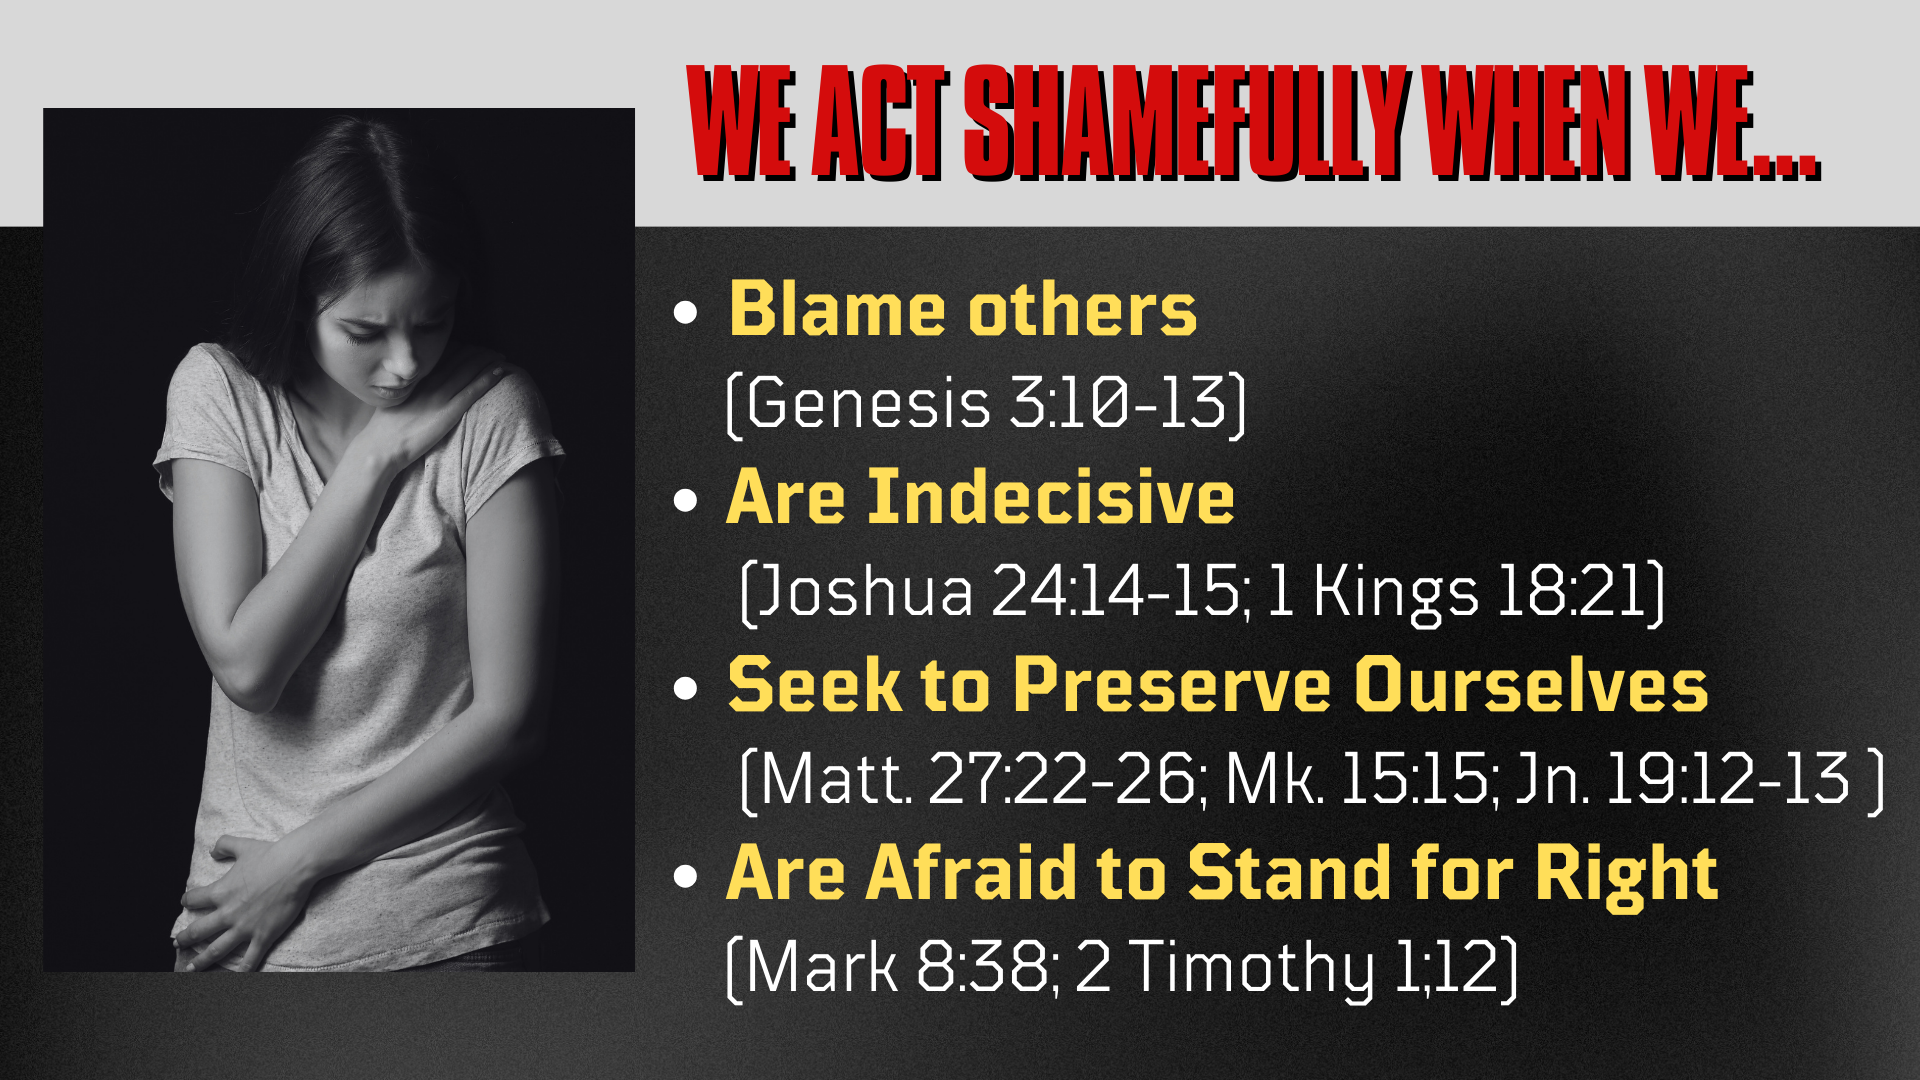 WE ACT SHAMEFULLY WHEN WE...
• Blame others
(Genesis 3:10-13)
• Are Indecisive
(Joshua 24:14-15; 1 Kings 18:21)
• Seek to Preserve Ourselves
(Matt. 27:22-26; Mk. 15:15; Jn. 19:12-13 )
• Are Afraid to Stand for Right
(Mark 8:38; 2 Timothy 1;12)